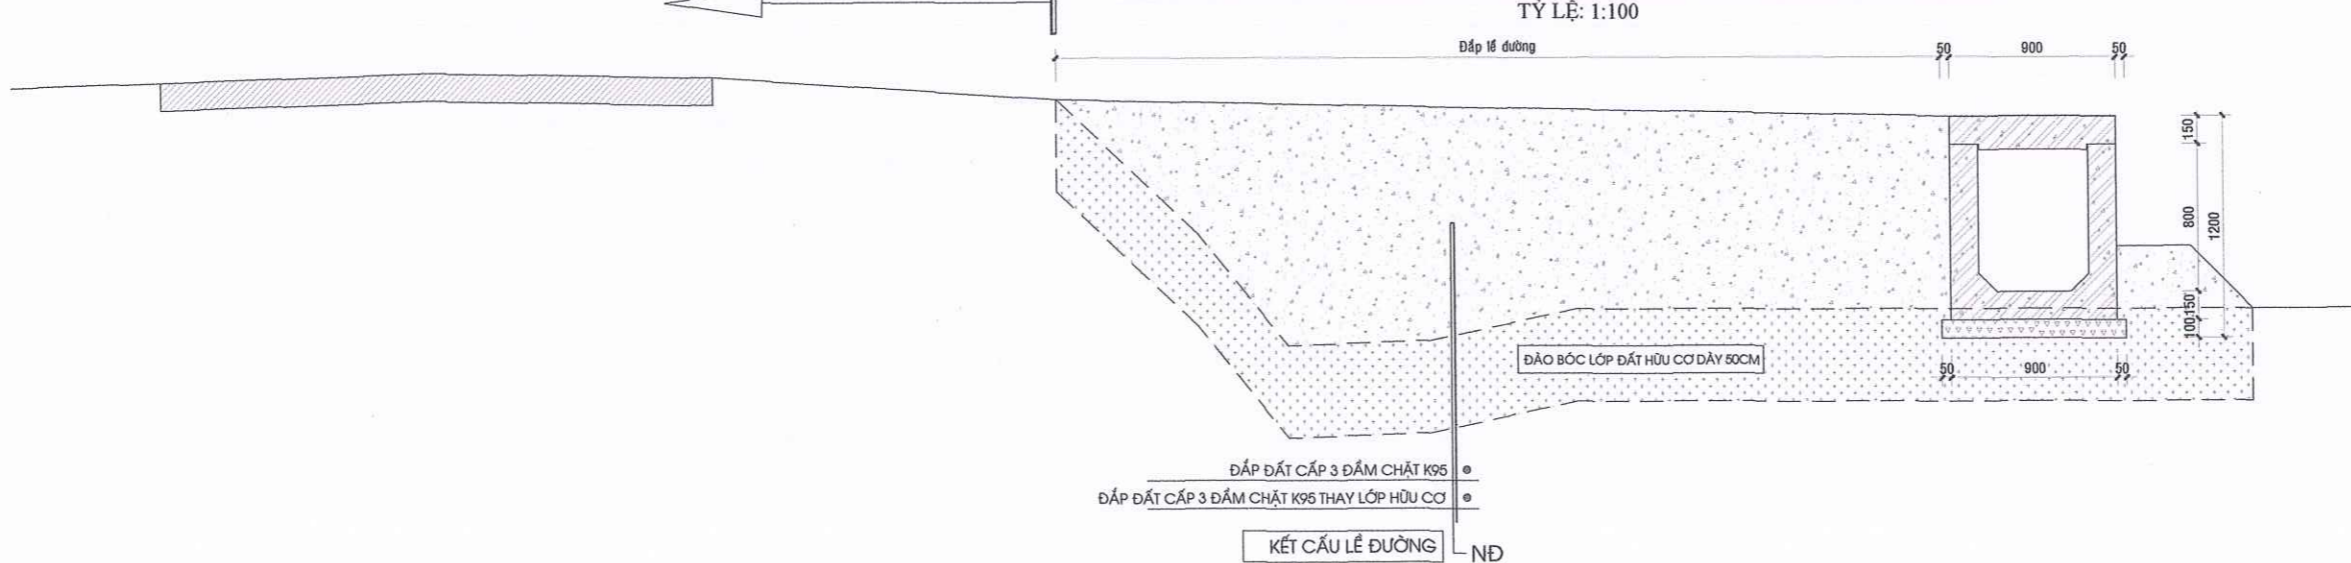 TỶ LỆ: 1:100
Đắp lề đường
50
900
50
150
800
1200
150
100
ĐÀO BÓC LỚP ĐẤT HỮU CƠ DÀY 50CM
50
900
50
ĐẮP ĐẤT CẤP 3 ĐẦM CHẶT K95
ĐẮP ĐẤT CẤP 3 ĐẦM CHẶT K95 THAY LỚP HỮU CƠ
KẾT CẤU LỀ ĐƯỜNG
NĐ